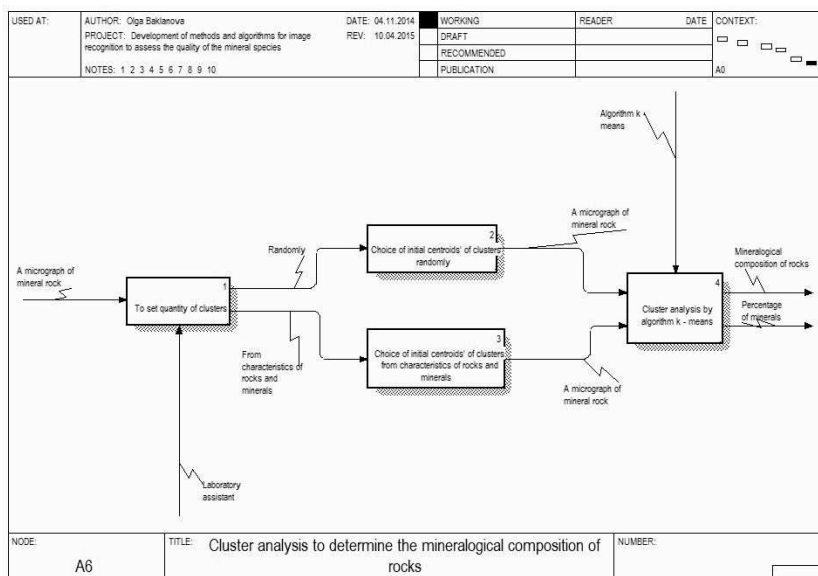 USED AT:
AUTHOR: Olga Baklanova
DATE: 04.11.2014
PROJECT: Development of methods and algorithms for image
recognition to assess the quality of the mineral species
REV: 10.04.2015
NOTES: 1 2 3 4 5 6 7 8 9 10
WORKING
DRAFT
RECOMMENDED
PUBLICATION
READER
DATE
CONTEXT:
A0
Algorithm k -
means
A micrograph of
mineral rock
2
Choice of initial centroids' of clusters
randomly
Randomly
A micrograph of
mineral rock
1
To set quantity of clusters
Mineralogical
composition of rocks
4
Cluster analysis by
algorithm k - means
Percentage
of minerals
From
characteristics of
rocks and
minerals
3
Choice of initial centroids' of clusters
from characteristics of rocks and
minerals
A micrograph of
mineral rock
Laboratory
assistant
NODE:
A6
TITLE:
Cluster analysis to determine the mineralogical composition of
rocks
NUMBER: